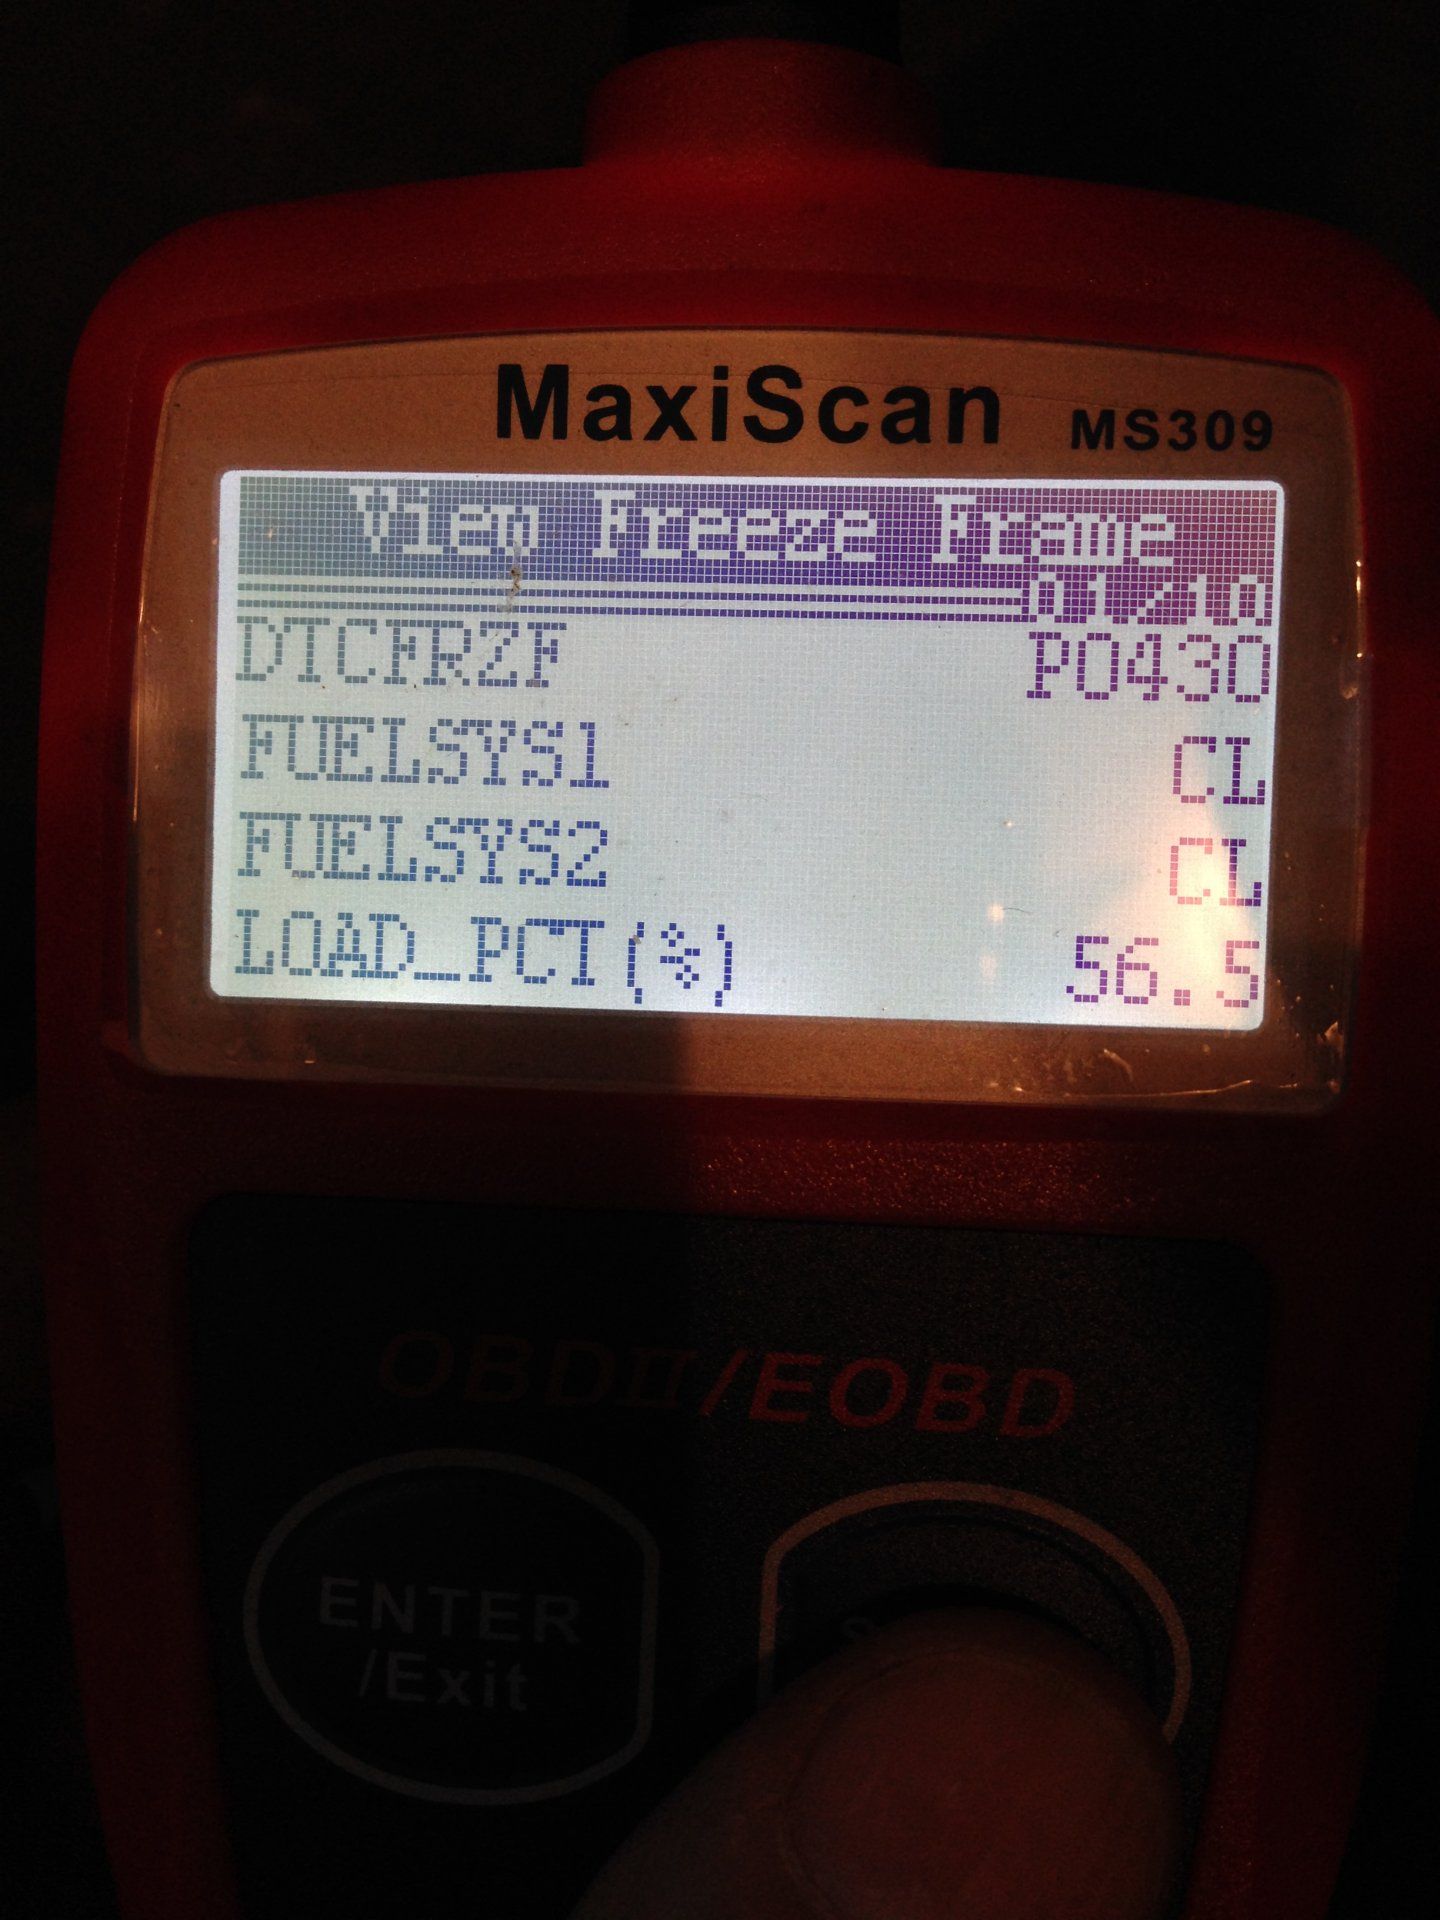 MaxiScan MS309
View Freeze Frame
01/10
DTCFRZF P0430
FUELSYS1 CL
FUELSYS2 CL
LOAD_PCT(%) 56.5
OBDII/EOBD
ENTER
/Exit